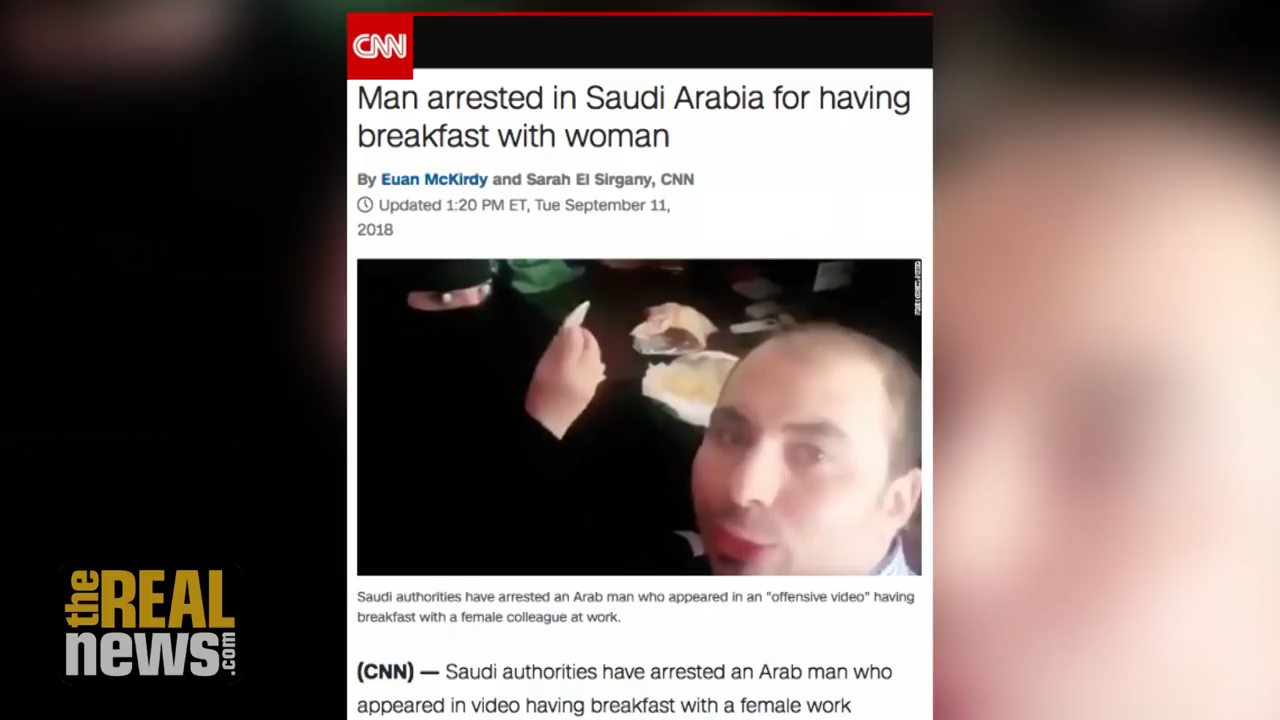 CNN
Man arrested in Saudi Arabia for having
breakfast with woman
By Euan McKirdy and Sarah El Sirgany, CNN
Updated 1:20 PM ET, Tue September 11,
2018
Saudi authorities have arrested an Arab man who appeared in an "offensive video" having
breakfast with a female colleague at work.
(CNN) — Saudi authorities have arrested an Arab man who
appeared in video having breakfast with a female work
the REAL
news.com